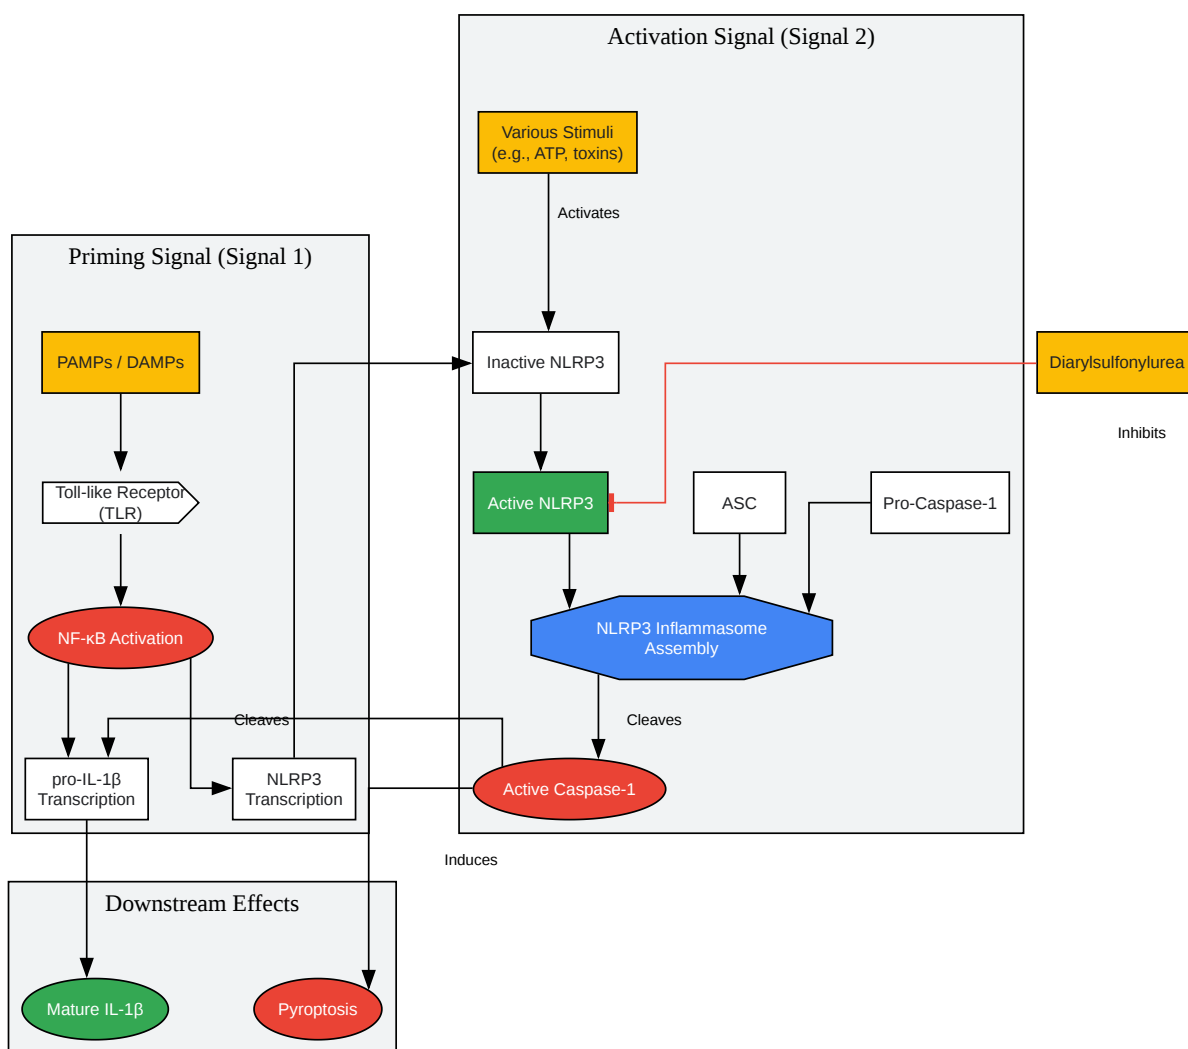 Activation Signal (Signal 2)
Various Stimuli
(e.g., ATP, toxins)
Activates
Priming Signal (Signal 1)
PAMPs / DAMPs
Inactive NLRP3
Diarylsulfonylurea
Inhibits
Toll-like Receptor
(TLR)
Active NLRP3
ASC
Pro-Caspase-1
NF-κB Activation
NLRP3 Inflammasome
Assembly
Cleaves
Cleaves
pro-IL-1β
Transcription
NLRP3
Transcription
Active Caspase-1
Induces
Downstream Effects
Mature IL-1β
Pyroptosis